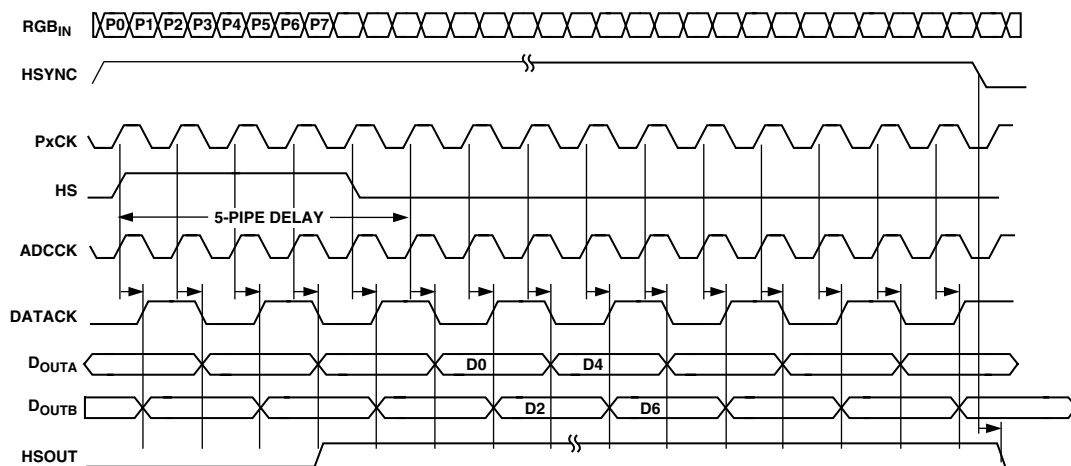 RGBIN P0 P1 P2 P3 P4 P5 P6 P7
HSYNC
PxCK
HS
5-PIPE DELAY
ADCCK
DATACK
DOUTA D0 D4
DOUTB D2 D6
HSOUT